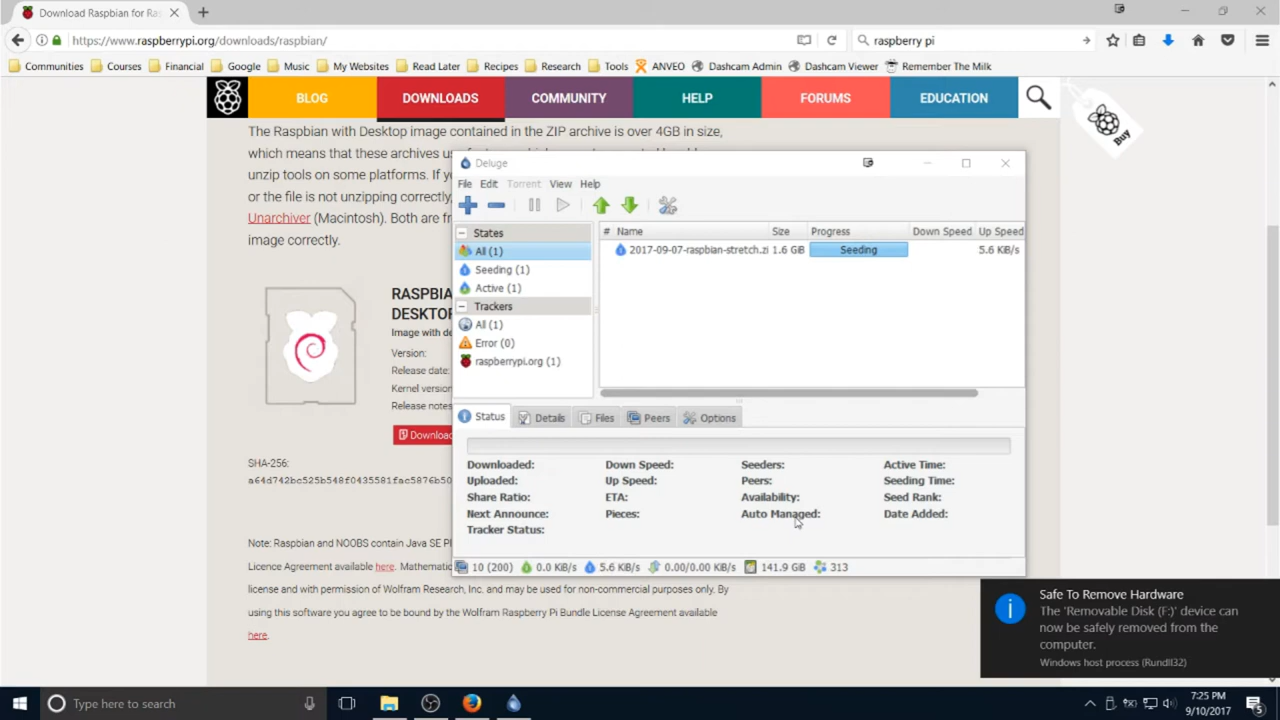 Download Raspbian for Ras
https://www.raspberrypi.org/downloads/raspbian/
raspberry pi
Communities Courses Financial Google Music My Websites Read Later Recipes Research Tools ANVEO Dashcam Admin Dashcam Viewer Remember The Milk
BLOG DOWNLOADS COMMUNITY HELP FORUMS EDUCATION
Buy
The Raspbian with Desktop image contained in the ZIP archive is over 4GB in size,
which means that these archives us
unzip tools on some platforms. If y
or the file is not unzipping correctly,
Unarchiver (Macintosh). Both are fr
image correctly.
RASPBIA
DESKTO
Image with de
Version:
Release date:
Kernel version
Release notes
Download
SHA-256:
a64d742bc525b548f0435581fac5876b50
Note: Raspbian and NOOBS contain Java SE Pl
Licence Agreement available here. Mathema
license and with permission of Wolfram Research, Inc. and may be used for non-commercial purposes only. By
using this software you agree to be bound by the Wolfram Raspberry Pi Bundle License Agreement available
here.
Deluge
File Edit Torrent View Help
States
All (1)
Seeding (1)
Active (1)
Trackers
All (1)
Error (0)
raspberrypi.org (1)
# Name Size Progress Down Speed Up Speed
2017-09-07-raspbian-stretch.zi 1.6 GiB Seeding 5.6 KiB/s
Status Details Files Peers Options
Downloaded: Down Speed: Seeders: Active Time:
Uploaded: Up Speed: Peers: Seeding Time:
Share Ratio: ETA: Availability: Seed Rank:
Next Announce: Pieces: Auto Managed: Date Added:
Tracker Status:
10 (200) 0.0 KiB/s 5.6 KiB/s 0.00/0.00 KiB/s 141.9 GiB 313
Safe To Remove Hardware
The 'Removable Disk (F:)' device can
now be safely removed from the
computer.
Windows host process (Rundll32)
Type here to search
7:25 PM
9/10/2017
5